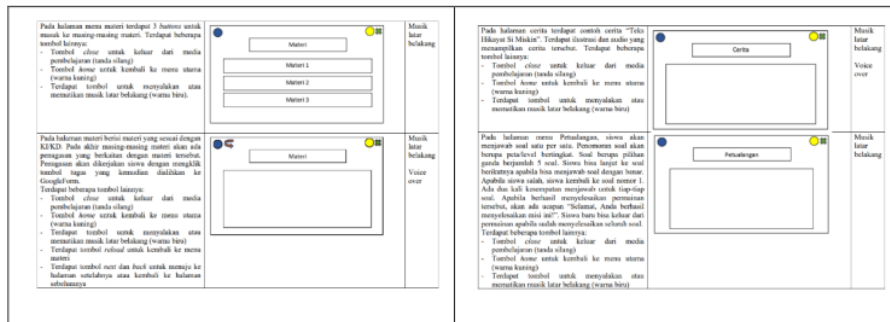 Pada halaman menu materi terdapat 3 buttons untuk
masuk ke masing-masing materi. Terdapat beberapa
tombol lainnya:
- Tombol close untuk keluar dari media
pembelajaran (tanda silang)
- Tombol home untuk kembali ke menu utama
(warna kuning)
- Terdapat tombol untuk menyalakan atau
mematikan musik latar belakang (warna biru).
Materi
Materi 1
Materi 2
Materi 3
Musik
latar
belakang
Pada halaman materi berisi materi yang sesuai dengan
KI/KD. Pada akhir masing-masing materi akan ada
penugasan yang berkaitan dengan materi tersebut.
Penugasan akan dikerjakan siswa dengan mengklik
tombol tugas yang kemudian dialihkan ke
GoogleForm.
Terdapat beberapa tombol lainnya:
- Tombol close untuk keluar dari media
pembelajaran (tanda silang)
- Tombol home untuk kembali ke menu utama
(warna kuning)
- Terdapat tombol untuk menyalakan atau
mematikan musik latar belakang (warna biru)
- Terdapat tombol reload untuk kembali ke menu
materi
- Terdapat tombol next dan back untuk menuju ke
halaman setelahnya atau kembali ke halaman
sebelumnya
Materi
Musik
latar
belakang
Voice
over
Pada halaman cerita terdapat contoh cerita "Teks
Hikayat Si Miskin". Terdapat ilustrasi dan audio yang
menampilkan cerita tersebut. Terdapat beberapa
tombol lainnya:
- Tombol close untuk keluar dari media
pembelajaran (tanda silang)
- Tombol home untuk kembali ke menu utama
(warna kuning)
- Terdapat tombol untuk menyalakan atau
mematikan musik latar belakang (warna biru)
Cerita
Musik
latar
belakang
Voice
over
Pada halaman menu Petualangan, siswa akan
menjawab soal satu per satu. Penomoran soal akan
berupa peta/level bertingkat. Soal berupa pilihan
ganda berjumlah 5 soal. Siswa bisa lanjut ke soal
berikutnya apabila bisa menjawab soal dengan benar.
Apabila siswa salah, siswa kembali ke soal nomor 1.
Ada dua kali kesempatan menjawab untuk tiap-tiap
soal. Apabila berhasil menyelesaikan permainan
tersebut, akan ada ucapan "Selamat, Anda berhasil
menyelesaikan misi ini!". Siswa baru bisa keluar dari
permainan apabila sudah menyelesaikan seluruh soal.
Terdapat beberapa tombol lainnya:
- Tombol close untuk keluar dari media
pembelajaran (tanda silang)
- Tombol home untuk kembali ke menu utama
(warna kuning)
- Terdapat tombol untuk menyalakan atau
mematikan musik latar belakang (warna biru)
Petualangan
Musik
latar
belakang